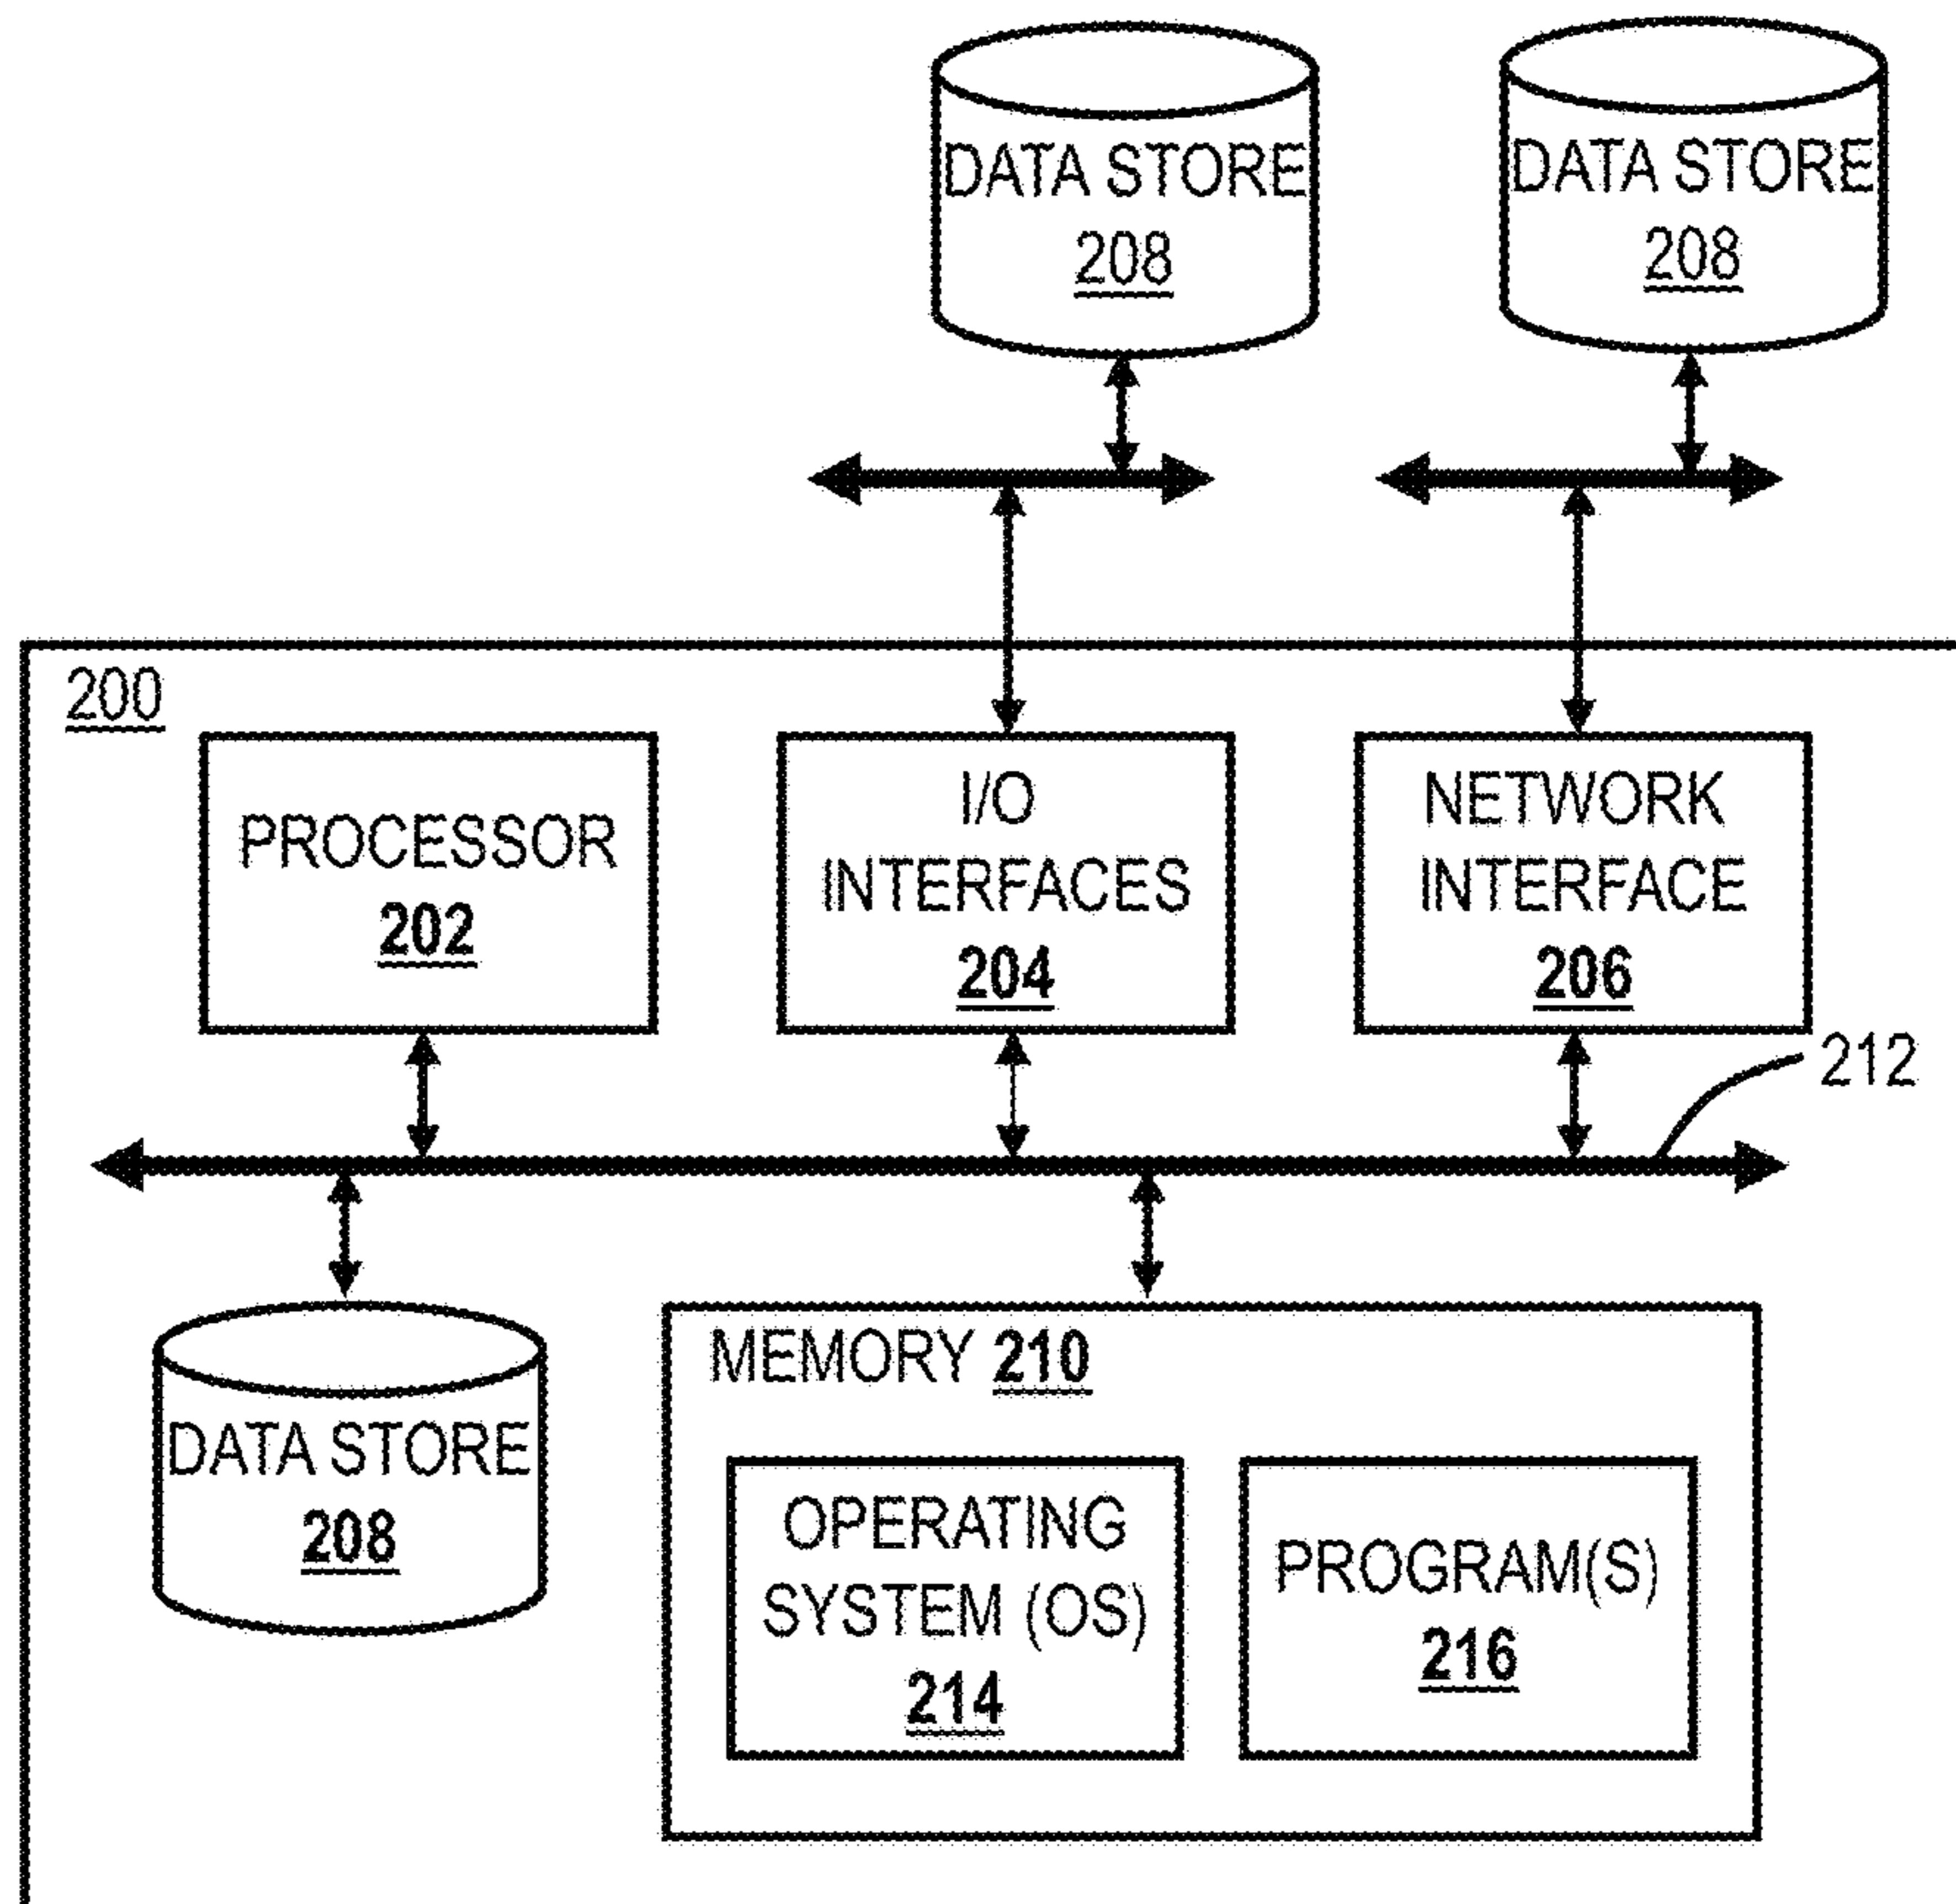 DATA STORE
208
DATA STORE
208
200
PROCESSOR
202
I/O
INTERFACES
204
NETWORK
INTERFACE
206
212
DATA STORE
208
MEMORY 210
OPERATING
SYSTEM (OS)
214
PROGRAM(S)
216